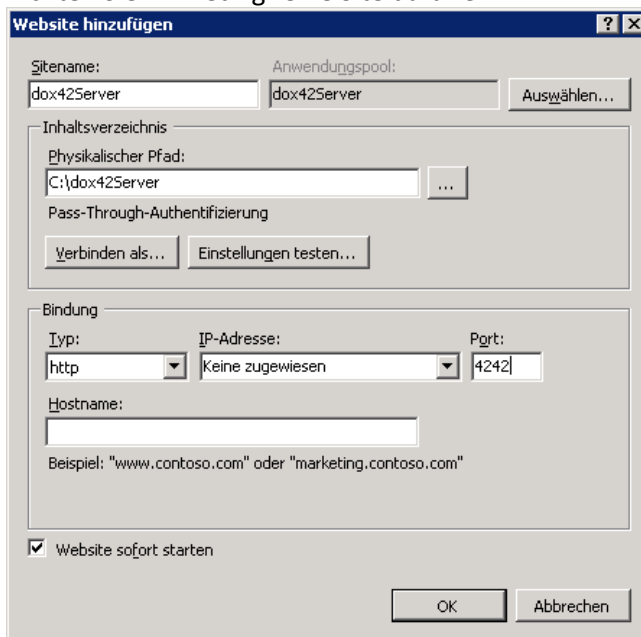 Website hinzufügen
Sitename:
Anwendungspool:
dox42Server
dox42Server
Auswählen...
Inhaltsverzeichnis
Physikalischer Pfad:
C:\dox42Server
...
Pass-Through-Authentifizierung
Verbinden als...
Einstellungen testen...
Bindung
Typ:
IP-Adresse:
Port:
http
Keine zugewiesen
4242
Hostname:
Beispiel: "www.contoso.com" oder "marketing.contoso.com"
Website sofort starten
OK
Abbrechen